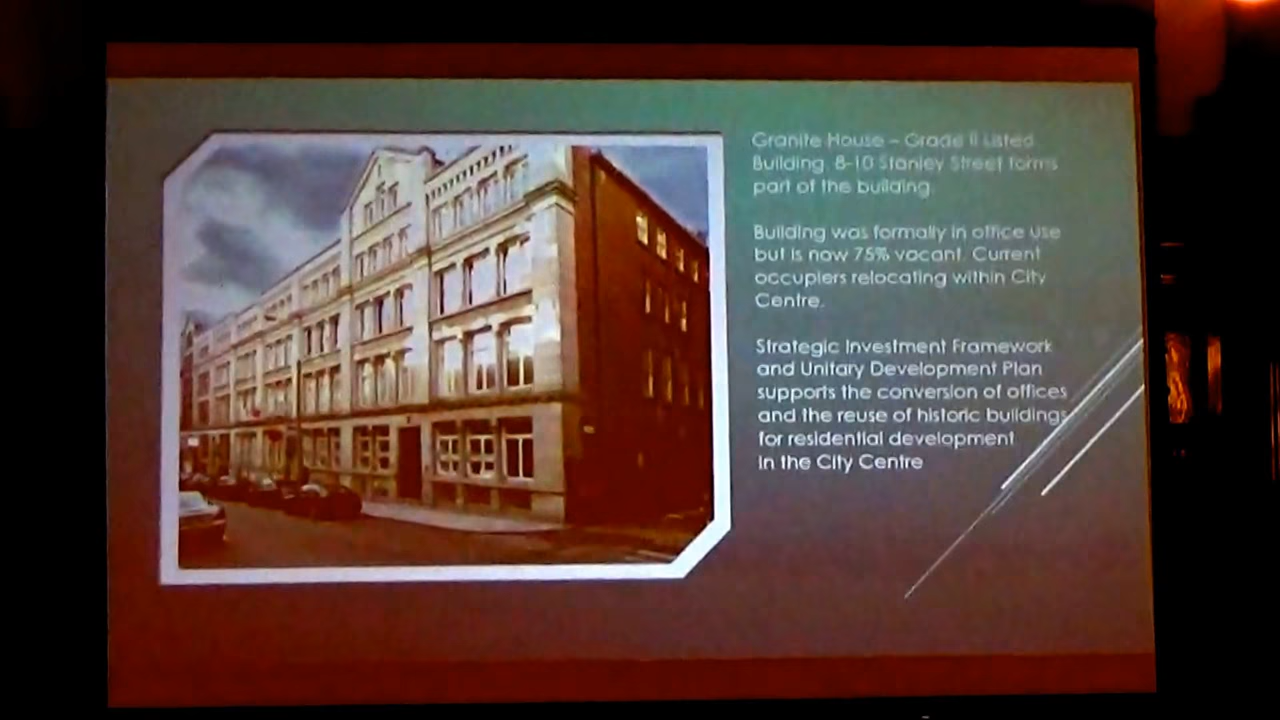 Granite House – Grade II Listed
Building. 8-10 Stanley Street forms
part of the building.
Building was formally in office use
but is now 75% vacant. Current
occupiers relocating within City
Centre.
Strategic Investment Framework
and Unitary Development Plan
supports the conversion of offices
and the reuse of historic buildings
for residential development
in the City Centre